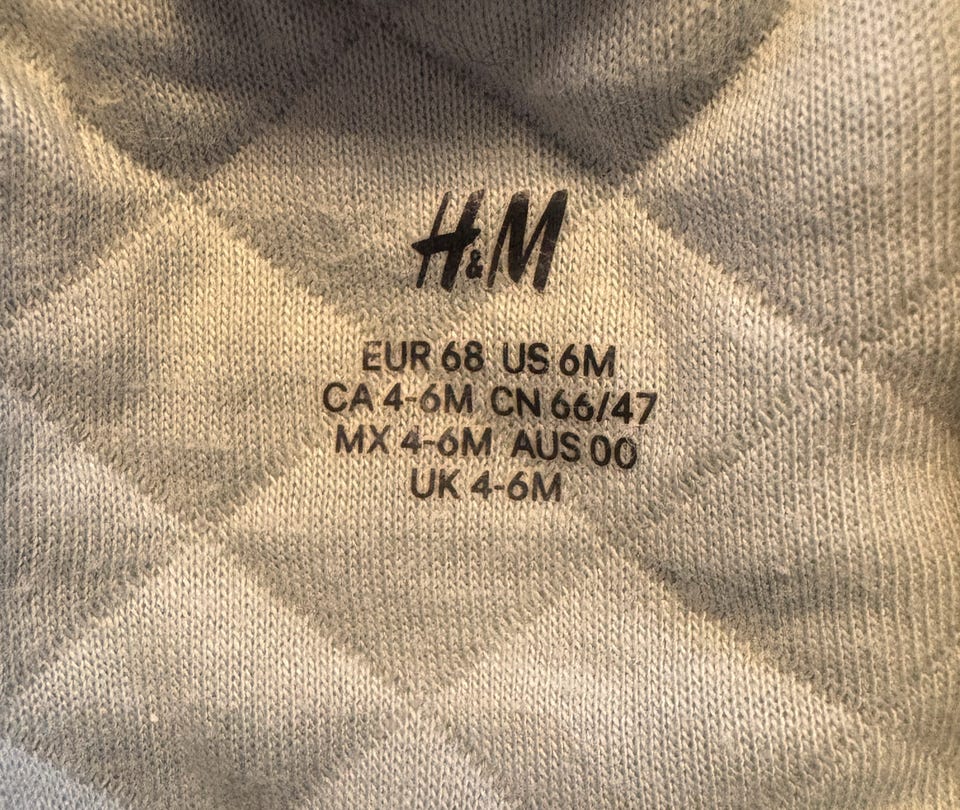 H&M
EUR 68 US 6M
CA 4-6M CN 66/47
MX 4-6M AUS 00
UK 4-6M